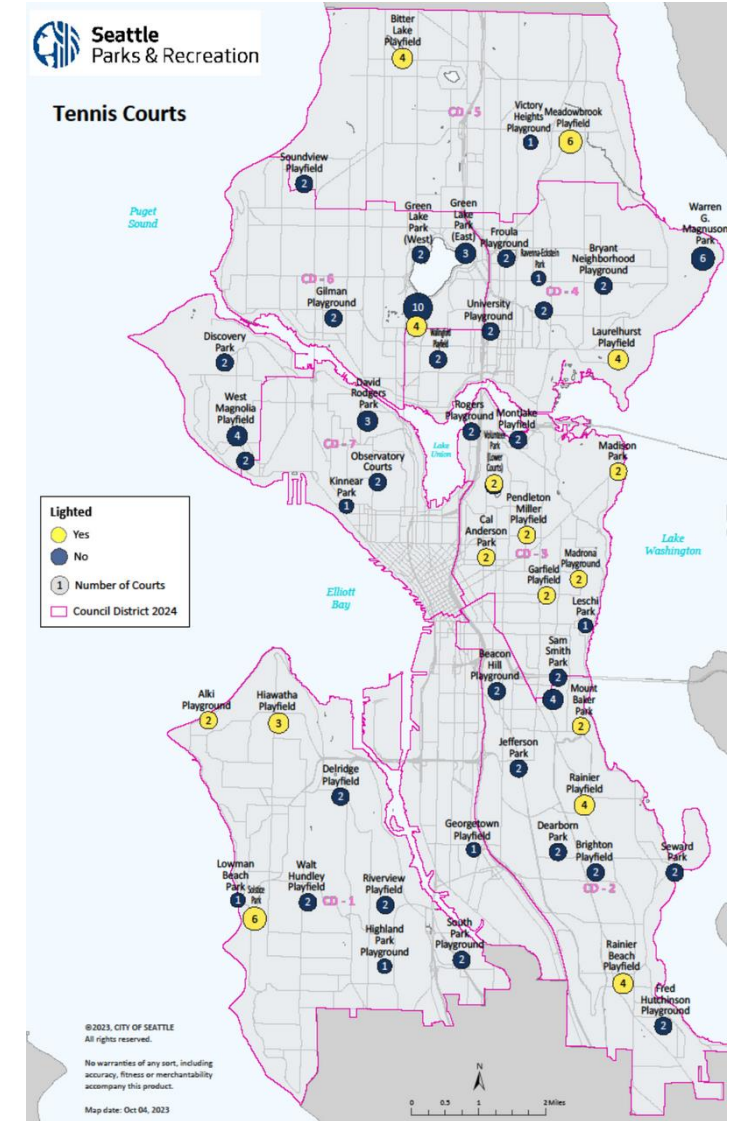 Seattle
Parks & Recreation
Tennis Courts
Bitter
Lake
Playfield
4
CD - 5
Victory
Heights
Playground
1
Meadowbrook
Playfield
6
Soundview
Playfield
2
Puget
Sound
Green
Lake
Park
(West)
2
Green
Lake
Park
(East)
3
Froula
Playground
2
Ravenna-Eckstein
Park
1
Bryant
Neighborhood
Playground
2
Warren
G.
Magnuson
Park
6
CD - 6
Gilman
Playground
2
10
4
CD - 4
2
University
Playground
2
Wallingford
Playfield
2
Laurelhurst
Playfield
4
Discovery
Park
2
West
Magnolia
Playfield
4
2
David
Rodgers
Park
3
CD - 7
Observatory
Courts
2
Kinnear
Park
1
Lake
Union
Rogers
Playground
2
Montlake
Playfield
2
Volunteer
Park
(Lower
Courts)
2
Madison
Park
2
Pendleton
Miller
Playfield
2
Cal
Anderson
Park
2
CD - 3
Madrona
Playground
2
Garfield
Playfield
2
Leschi
Park
1
Lake
Washington
Lighted
Yes
No
1 Number of Courts
Council District 2024
Elliott
Bay
Sam
Smith
Park
2
4
Beacon
Hill
Playground
2
Mount
Baker
Park
2
Alki
Playground
2
Hiawatha
Playfield
3
Jefferson
Park
2
Delridge
Playfield
2
Rainier
Playfield
4
Georgetown
Playfield
1
Dearborn
Park
2
Brighton
Playfield
2
Seward
Park
2
CD - 2
Lowman
Beach
Park
1
Solstice
Park
6
Walt
Hundley
Playfield
2
CD - 1
Riverview
Playfield
2
Highland
Park
Playground
1
South
Park
Playground
2
Rainier
Beach
Playfield
4
Fred
Hutchinson
Playground
2
©2023, CITY OF SEATTLE
All rights reserved.
No warranties of any sort, including
accuracy, fitness or merchantability
accompany this product.
Map date: Oct 04, 2023
N
0 0.5 1 2 Miles